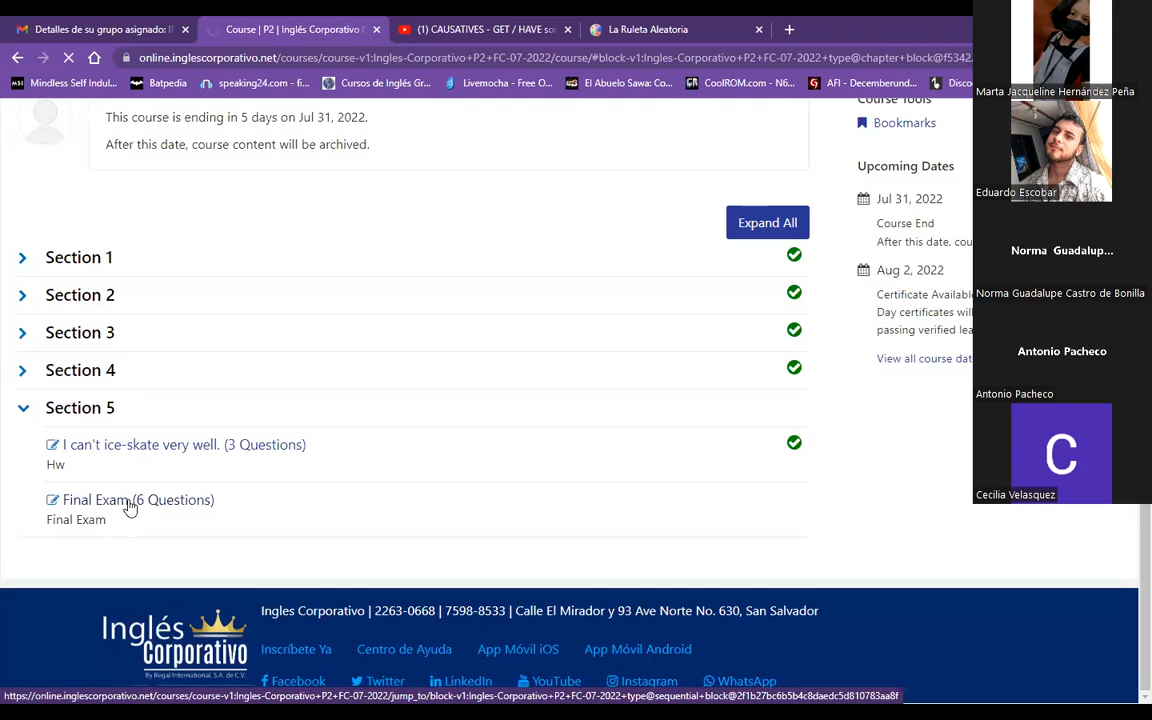 Detalles de su grupo asignado: I
Course | P2 | Inglés Corporativo
(1) CAUSATIVES - GET / HAVE so
La Ruleta Aleatoria
online.inglescorporativo.net/courses/course-v1:Ingles-Corporativo+P2+FC-07-2022/course/#block-v1:Ingles-Corporativo+P2+FC-07-2022+type@chapter+block@f5342
Mindless Self Indul...
Batpedia
speaking24.com - fi...
Cursos de Inglés Gr...
Livemocha - Free O...
El Abuelo Sawa: Co...
CoolROM.com - N6...
AFI - Decemberund...
Disco
This course is ending in 5 days on Jul 31, 2022.
After this date, course content will be archived.
Expand All
Section 1
Section 2
Section 3
Section 4
Section 5
I can't ice-skate very well. (3 Questions)
Hw
Final Exam (6 Questions)
Final Exam
Course Tools
Bookmarks
Upcoming Dates
Jul 31, 2022
Course End
After this date, cou
Aug 2, 2022
Certificate Available
Day certificates will
passing verified lea
View all course dat
Marta Jacqueline Hernández Peña
Eduardo Escobar
Norma Guadalup...
Norma Guadalupe Castro de Bonilla
Antonio Pacheco
Antonio Pacheco
C
Cecilia Velasquez
Inglés
Corporativo
By Regal International, S.A. de C.V.
Ingles Corporativo | 2263-0668 | 7598-8533 | Calle El Mirador y 93 Ave Norte No. 630, San Salvador
Inscríbete Ya
Centro de Ayuda
App Móvil iOS
App Móvil Android
Facebook
Twitter
LinkedIn
YouTube
Instagram
WhatsApp
https://online.inglescorporativo.net/courses/course-v1:Ingles-Corporativo+P2+FC-07-2022/jump_to/block-v1:Ingles-Corporativo+P2+FC-07-2022+type@sequential+block@2f1b27bc6b5b4c8daedc5d810783aa8f